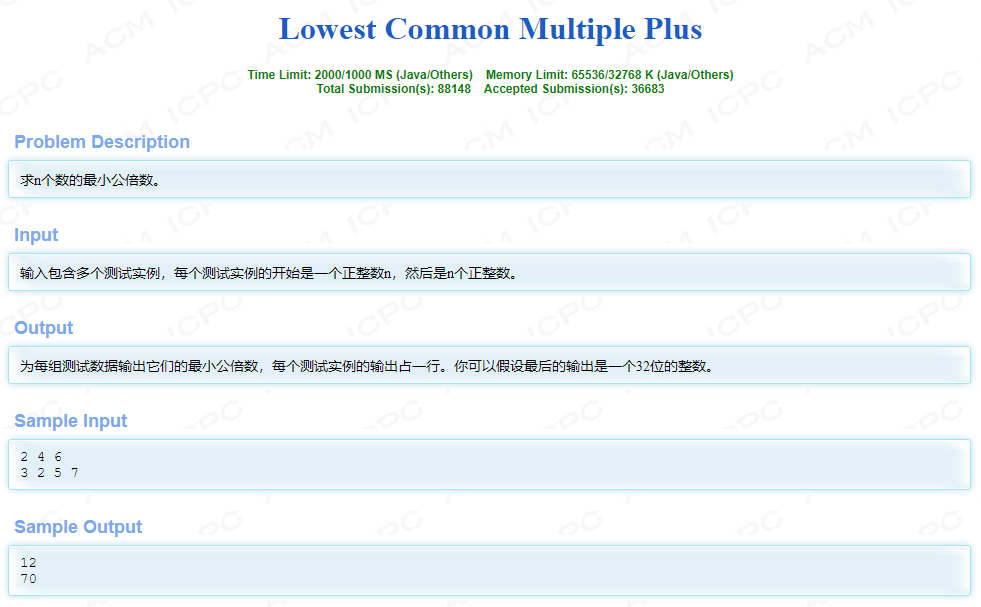 Lowest Common Multiple Plus
Time Limit: 2000/1000 MS (Java/Others) Memory Limit: 65536/32768 K (Java/Others)
Total Submission(s): 88148 Accepted Submission(s): 36683
Problem Description
求n个数的最小公倍数。
Input
输入包含多个测试实例，每个测试实例的开始是一个正整数n，然后是n个正整数。
Output
为每组测试数据输出它们的最小公倍数，每个测试实例的输出占一行。你可以假设最后的输出是一个32位的整数。
Sample Input
2 4 6
3 2 5 7
Sample Output
12
70